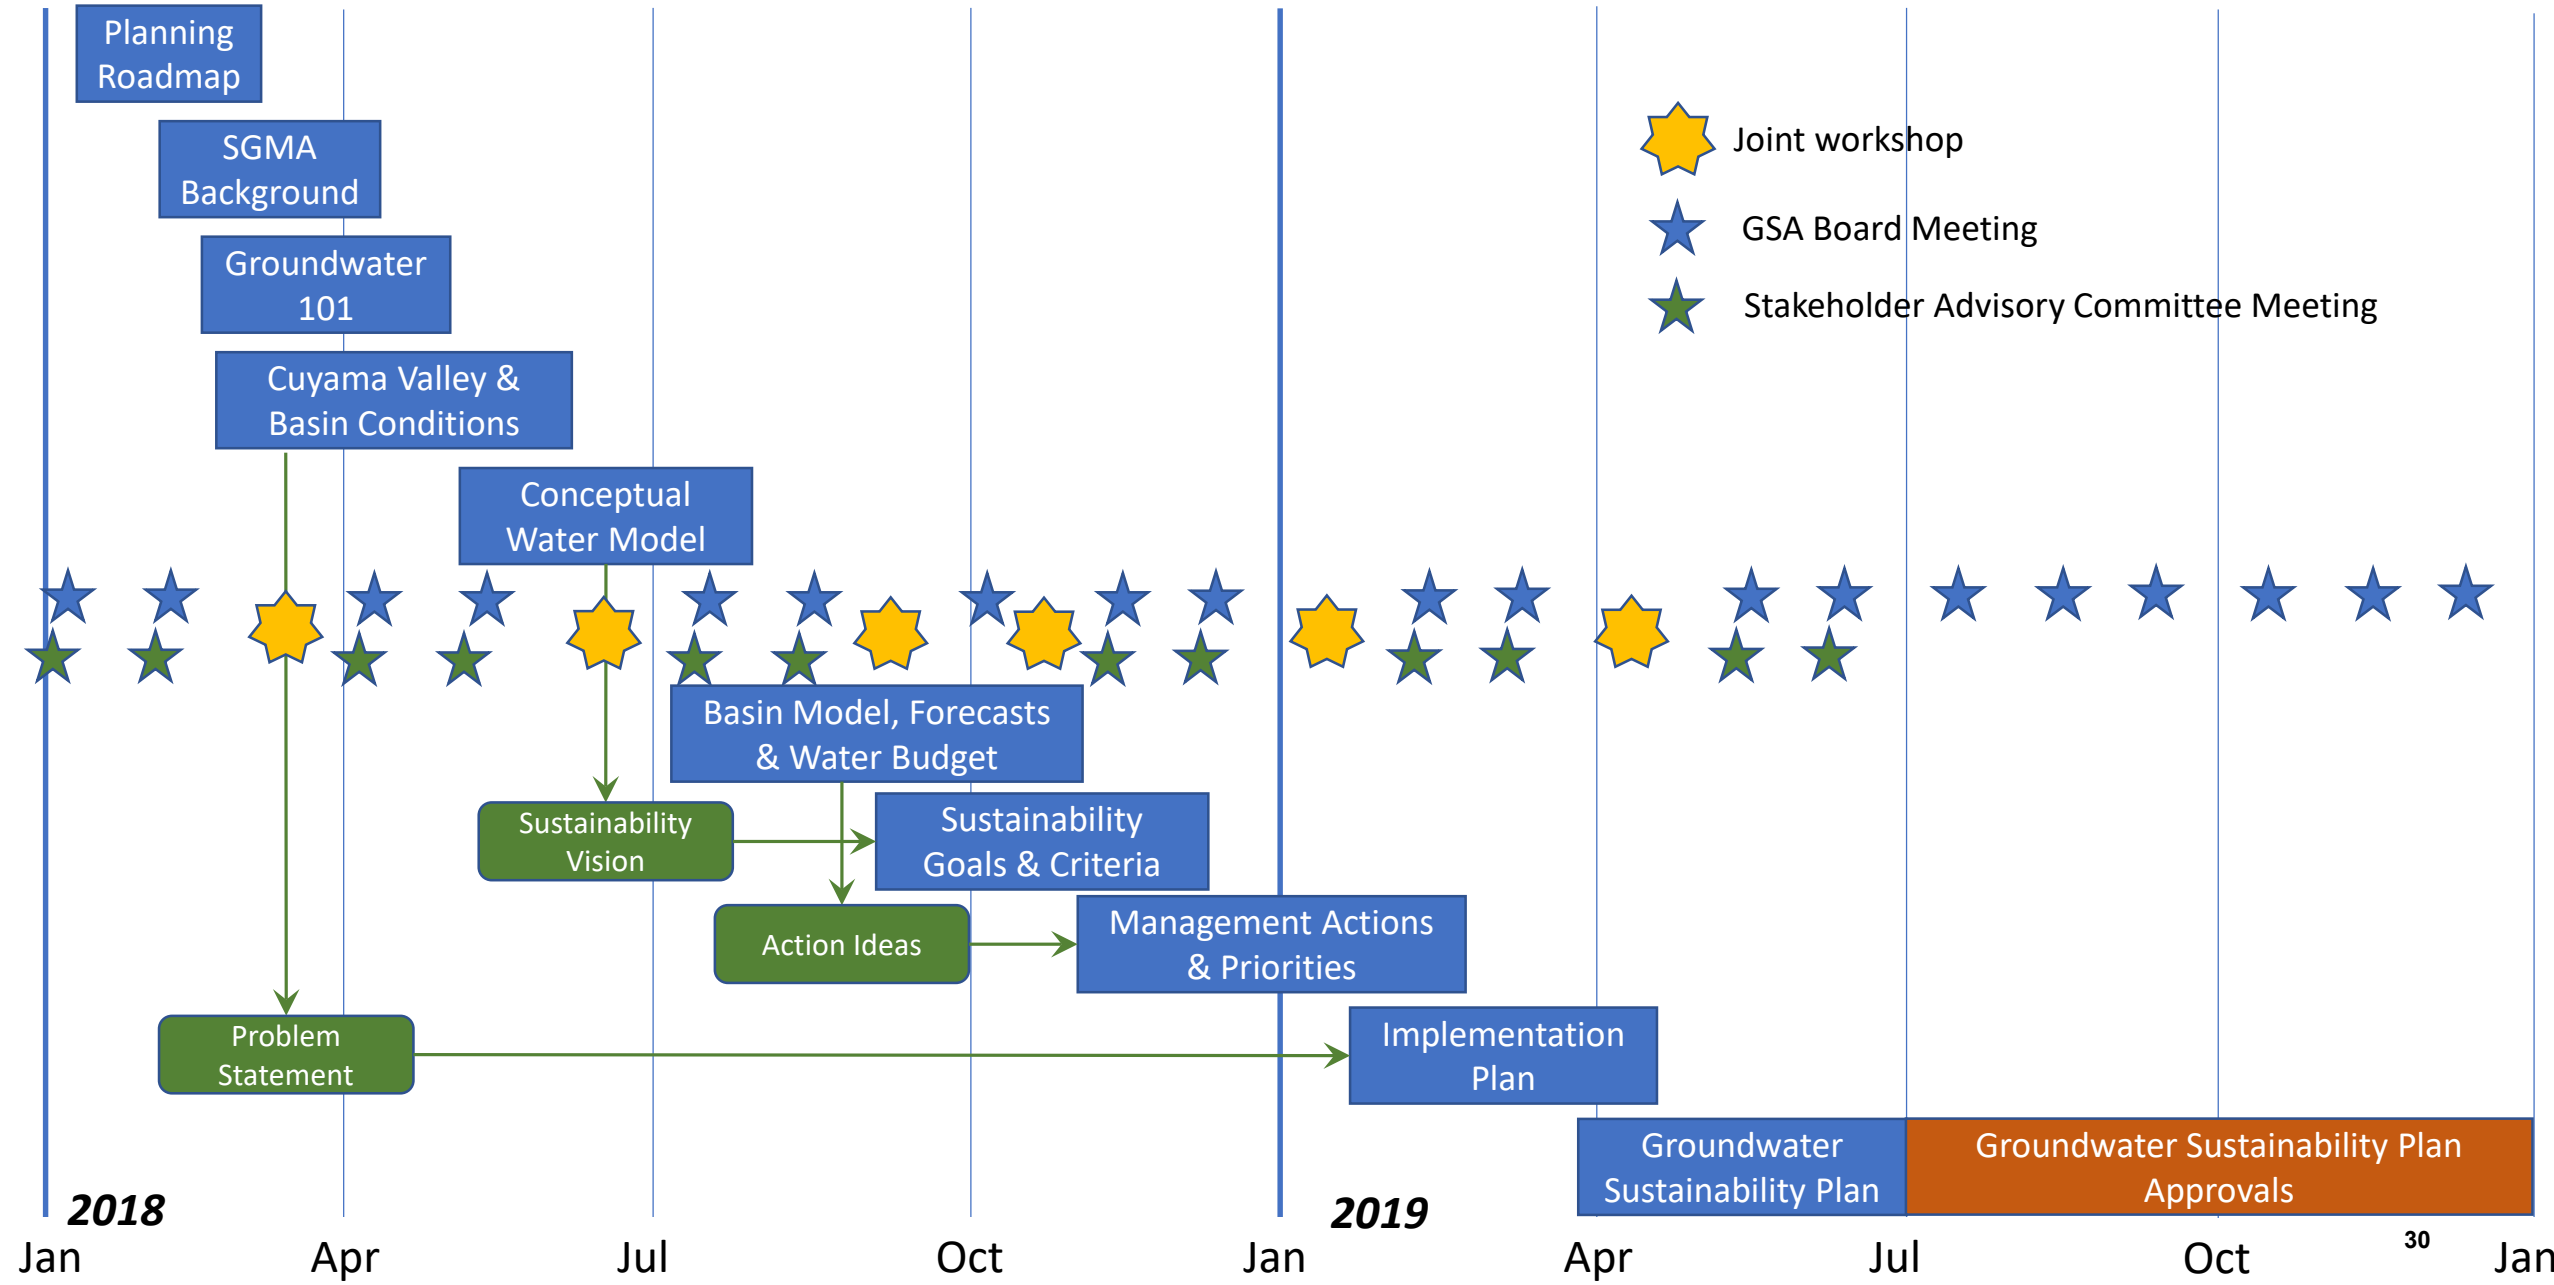 Planning
Roadmap
SGMA
Background
Groundwater
101
Cuyama Valley &
Basin Conditions
Conceptual
Water Model
Joint workshop
GSA Board Meeting
Stakeholder Advisory Committee Meeting
Basin Model, Forecasts
& Water Budget
Sustainability
Vision
Sustainability
Goals & Criteria
Action Ideas
Management Actions
& Priorities
Problem
Statement
Implementation
Plan
Groundwater
Sustainability Plan
Groundwater Sustainability Plan
Approvals
2018
2019
Jan
Apr
Jul
Oct
Jan
Apr
Jul
Oct
Jan
30